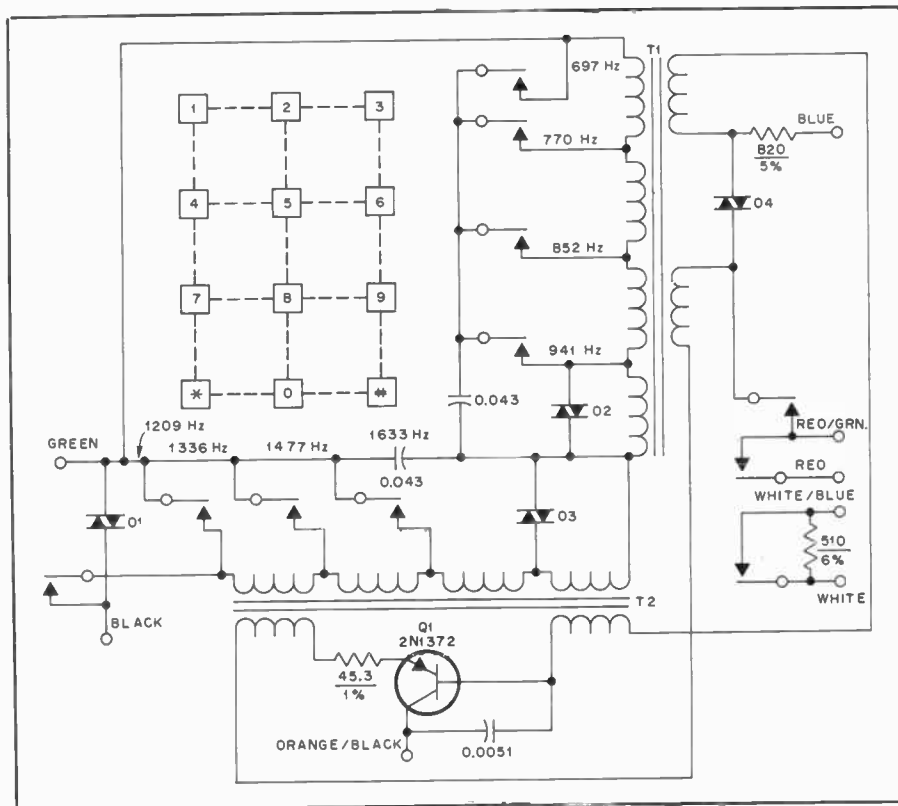 T1
697 Hz
1 2 3
770 Hz
BLUE
820
5%
4 5 6
D4
852 Hz
7 8 9
941 Hz
0.043
D2
* 0 #
RED/GRN.
1209 Hz
GREEN
1336 Hz
1477 Hz
1633 Hz
0.043
RED
WHITE/BLUE
D1
D3
510
6%
WHITE
T2
BLACK
Q1
2N1372
45.3
1%
0.0051
ORANGE/BLACK